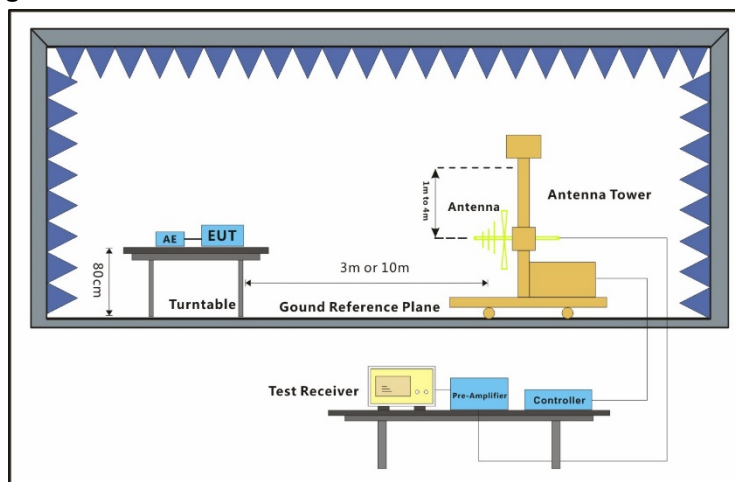 1m to 4m
Antenna
Antenna Tower
AE
EUT
80cm
3m or 10m
Turntable
Gound Reference Plane
Test Receiver
Pre-Amplifier
Controller